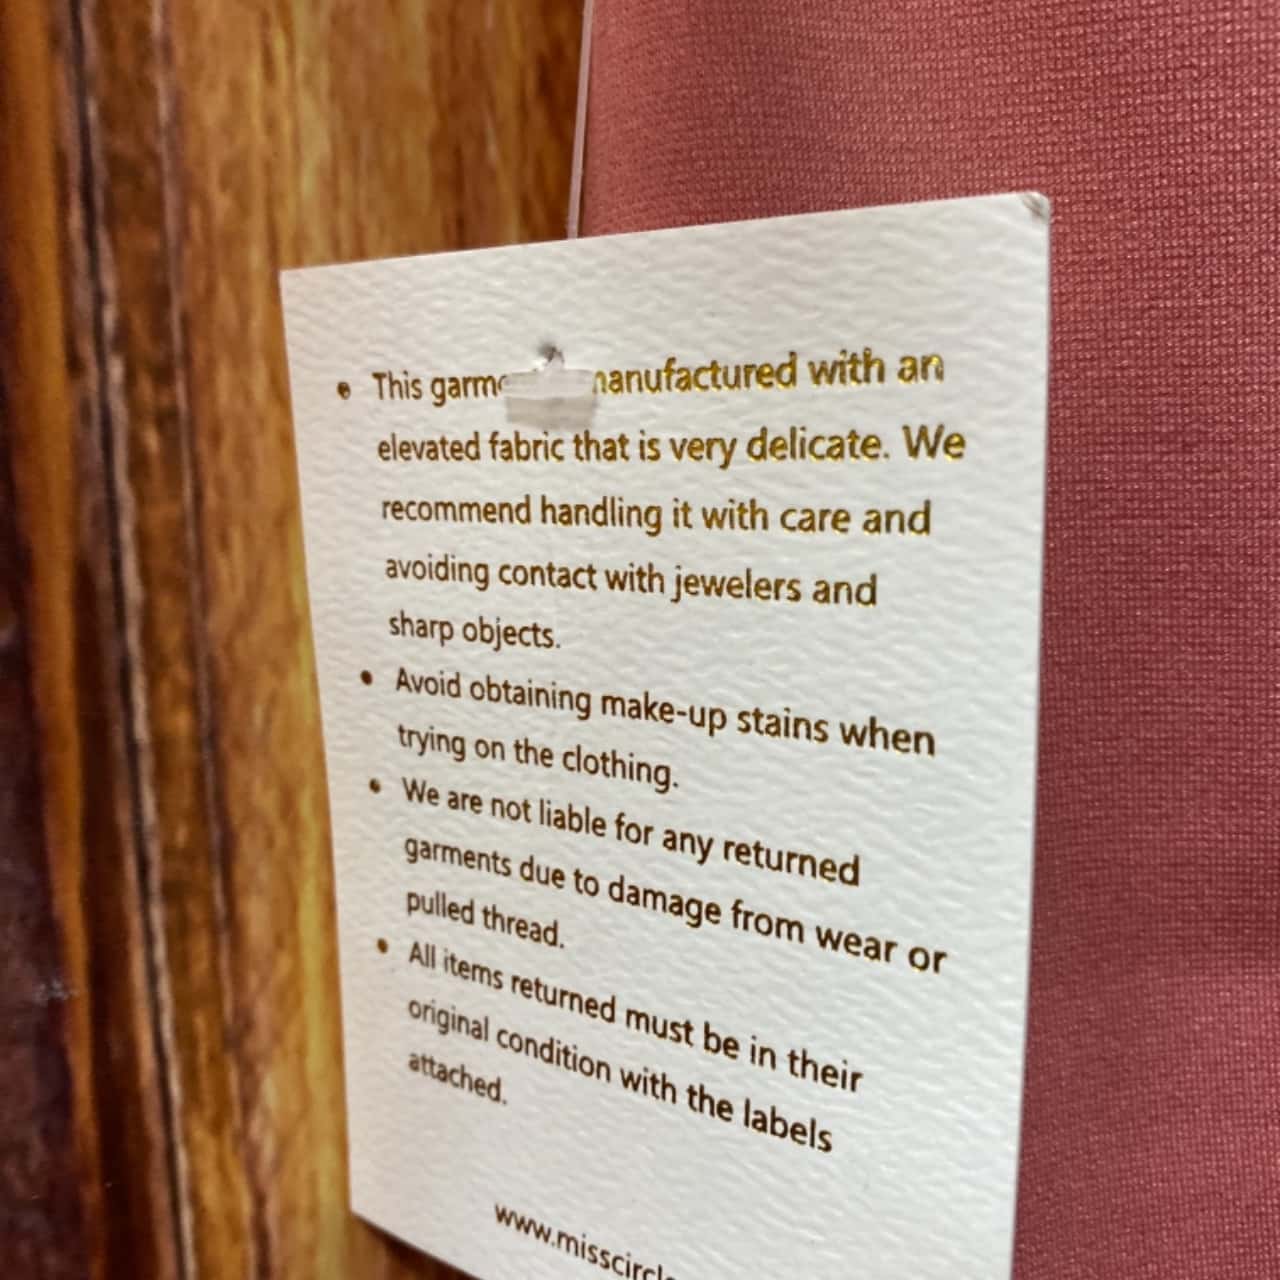 • This garme manufactured with an
elevated fabric that is very delicate. We
recommend handling it with care and
avoiding contact with jewelers and
sharp objects.
• Avoid obtaining make-up stains when
trying on the clothing.
• We are not liable for any returned
garments due to damage from wear or
pulled thread.
• All items returned must be in their
original condition with the labels
attached.
www.misscircle